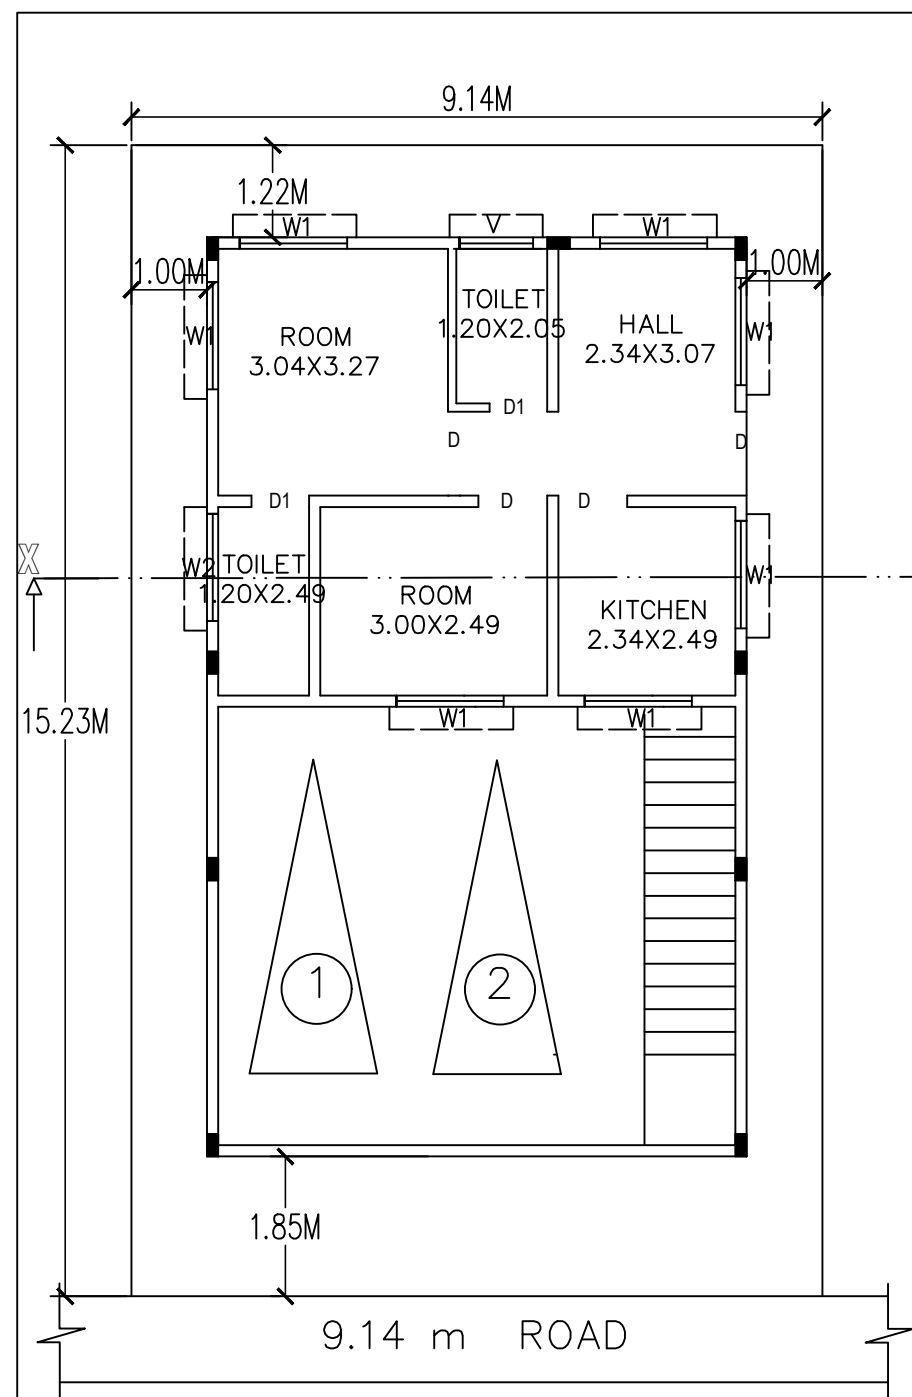 9.14M
1.22M
W1
V
W1
1.00M
1.00M
W1
ROOM
3.04X3.27
TOILET
1.20X2.05
HALL
2.34X3.07
W1
D1
D
D
D1
D
D
X
W2
TOILET
1.20X2.49
ROOM
3.00X2.49
KITCHEN
2.34X2.49
W1
15.23M
W1
W1
1
2
1.85M
9.14 m ROAD